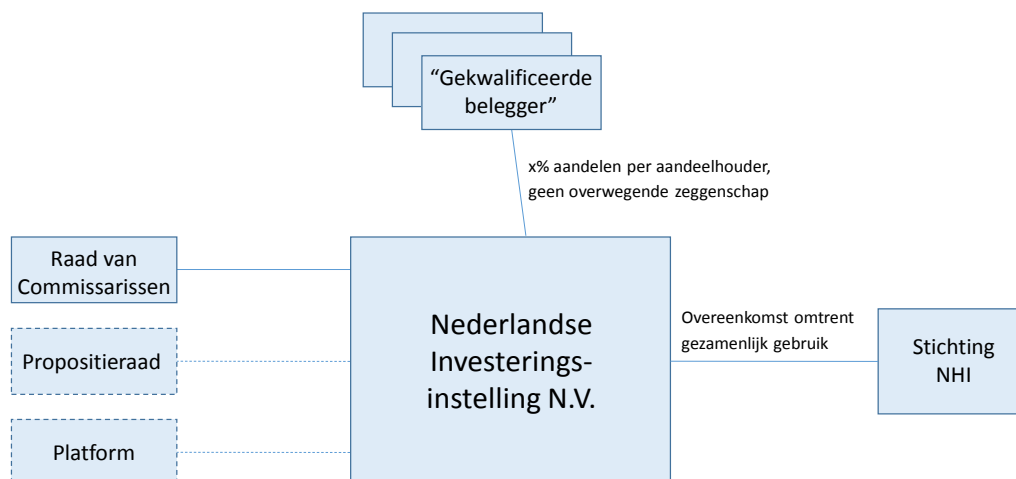 “Gekwalificeerde
belegger”
x% aandelen per aandeelhouder,
geen overwegende zeggenschap
Raad van
Commissarissen
Propositieraad
Platform
Nederlandse
Investerings-
instelling N.V.
Overeenkomst omtrent
gezamenlijk gebruik
Stichting
NHI